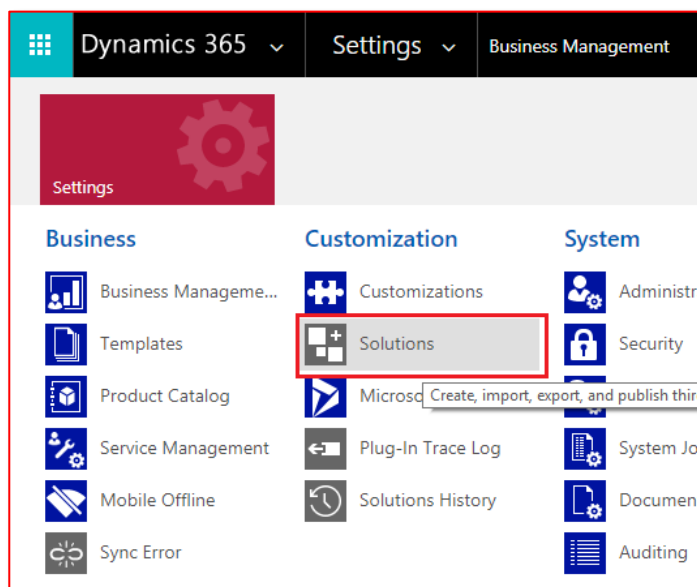 Dynamics 365
Settings
Business Management
Settings
Business
Business Manageme...
Templates
Product Catalog
Service Management
Mobile Offline
Sync Error
Customization
Customizations
Solutions
Microsc
Create, import, export, and publish thir
Plug-In Trace Log
Solutions History
System
Administr
Security
System Jo
Documen
Auditing